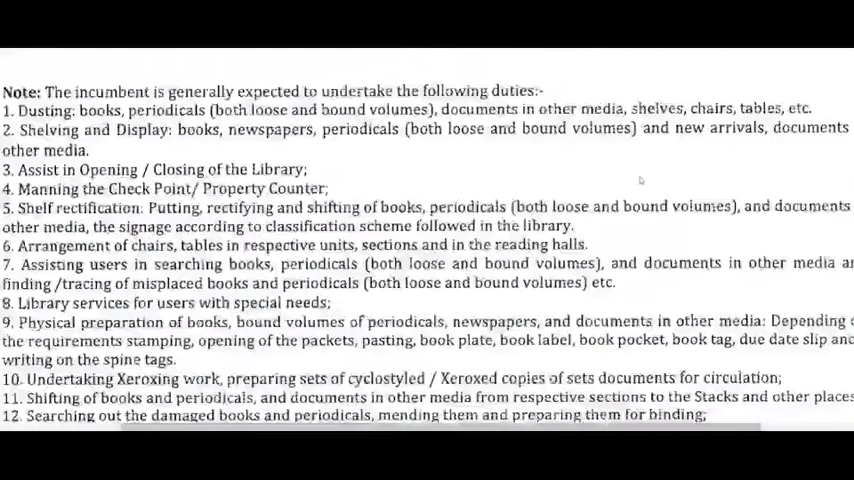 Note: The incumbent is generally expected to undertake the following duties:-
1. Dusting: books, periodicals (both loose and bound volumes), documents in other media, shelves, chairs, tables, etc.
2. Shelving and Display: books, newspapers, periodicals (both loose and bound volumes) and new arrivals, documents
other media.
3. Assist in Opening / Closing of the Library;
4. Manning the Check Point/ Property Counter;
5. Shelf rectification: Putting, rectifying and shifting of books, periodicals (both loose and bound volumes), and documents
other media, the signage according to classification scheme followed in the library.
6. Arrangement of chairs, tables in respective units, sections and in the reading halls.
7. Assisting users in searching books, periodicals (both loose and bound volumes), and documents in other media
finding /tracing of misplaced books and periodicals (both loose and bound volumes) etc.
8. Library services for users with special needs;
9. Physical preparation of books, bound volumes of periodicals, newspapers, and documents in other media: Depending
the requirements stamping, opening of the packets, pasting, book plate, book label, book pocket, book tag, due date slip and
writing on the spine tags.
10. Undertaking Xeroxing work, preparing sets of cyclostyled / Xeroxed copies of sets documents for circulation;
11. Shifting of books and periodicals, and documents in other media from respective sections to the Stacks and other places
12. Searching out the damaged books and periodicals, mending them and preparing them for binding;